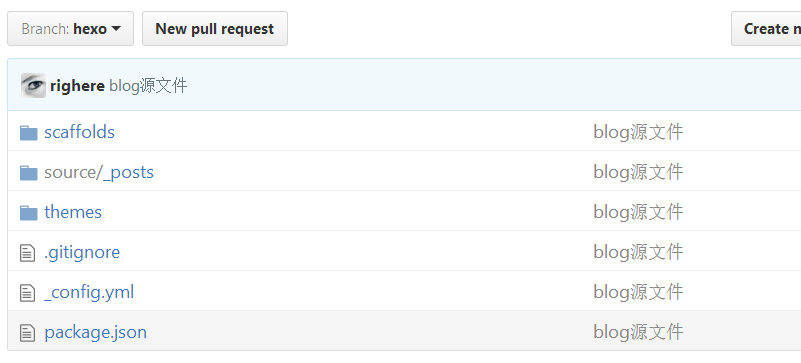 Branch: hexo New pull request Create n
righere blog源文件
scaffolds blog源文件
source/_posts blog源文件
themes blog源文件
.gitignore blog源文件
_config.yml blog源文件
package.json blog源文件